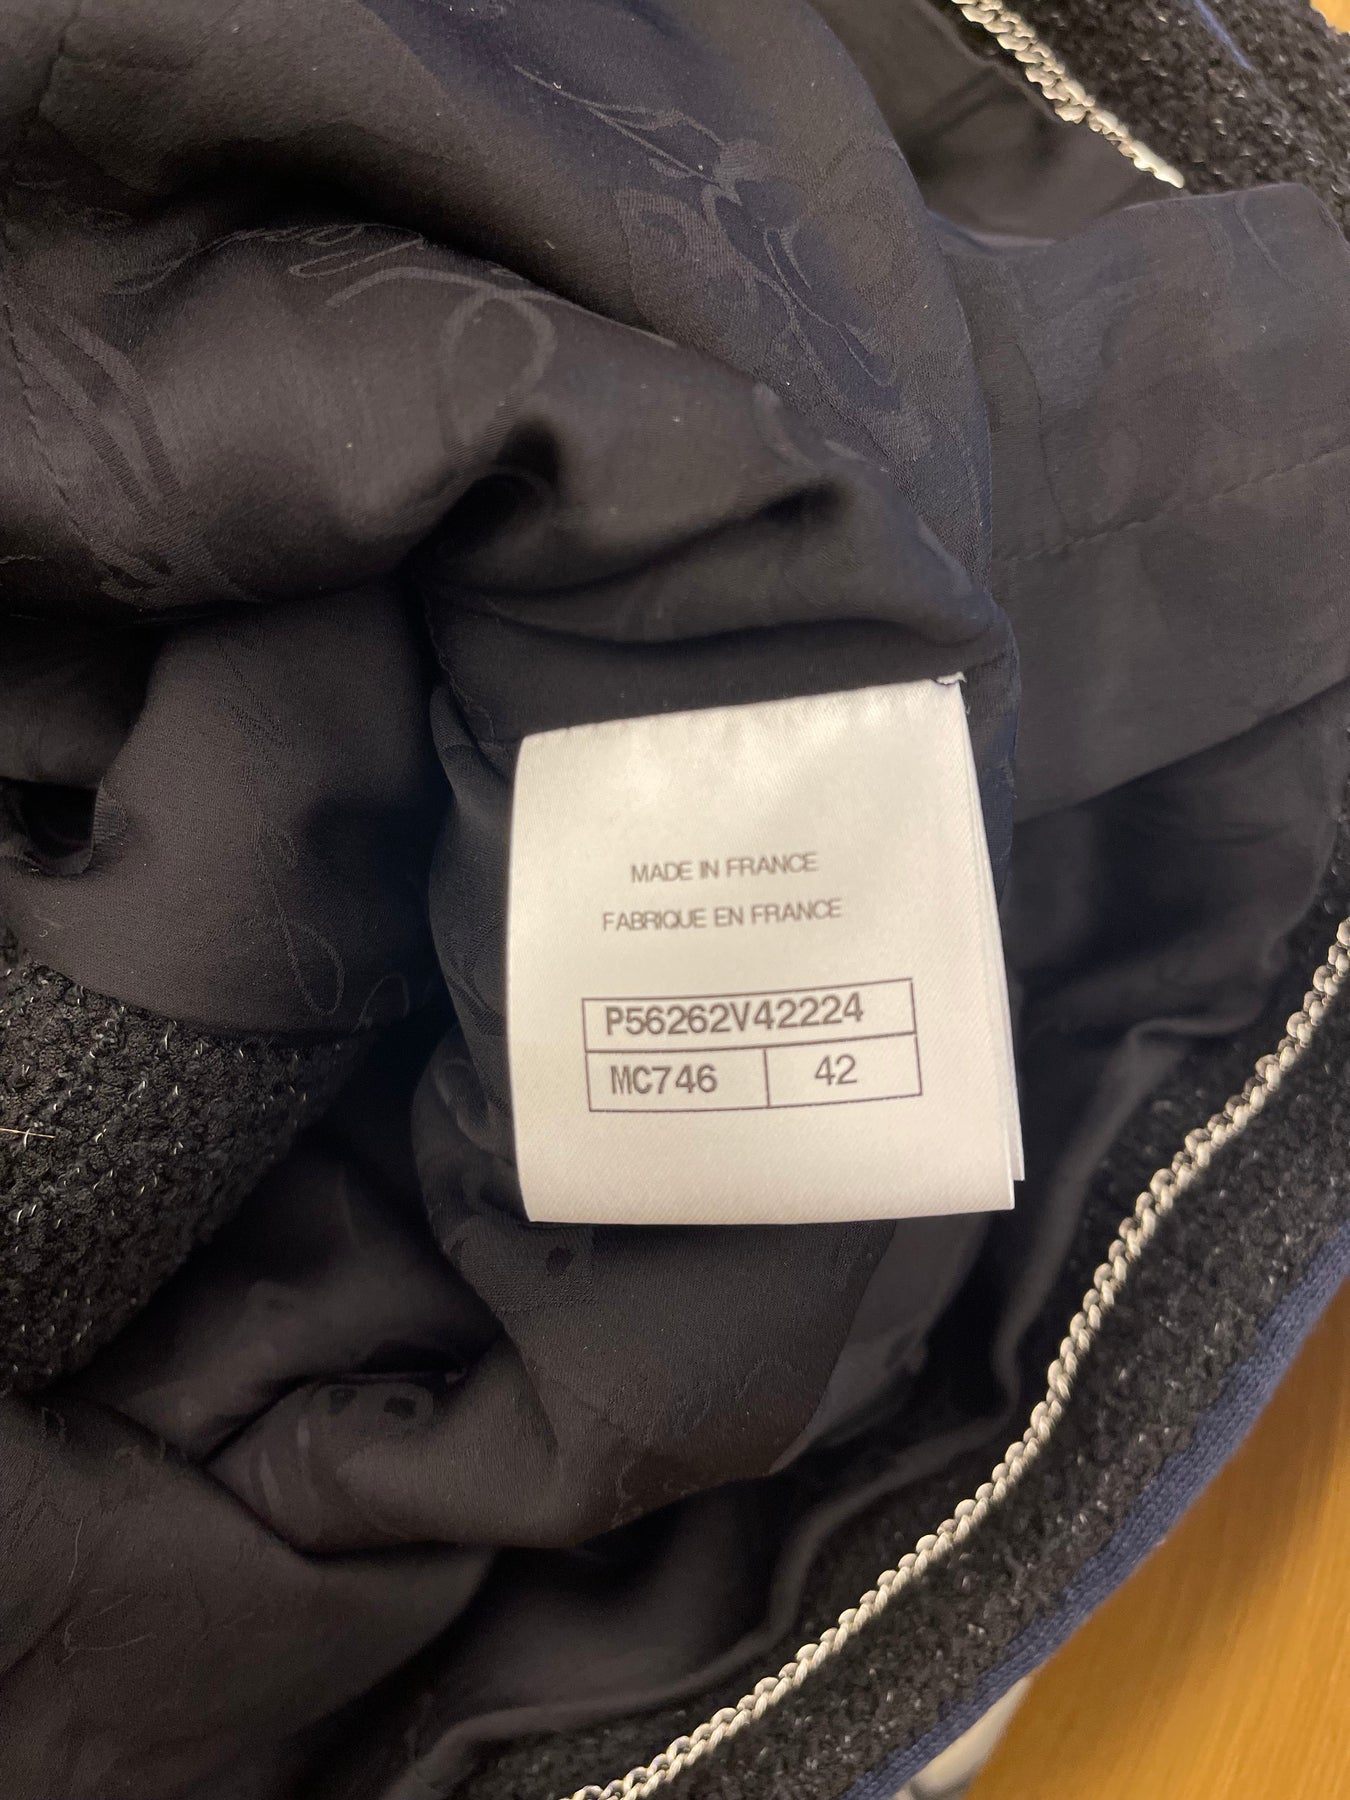 MADE IN FRANCE
FABRIQUE EN FRANCE
P56262V42224
MC746 42